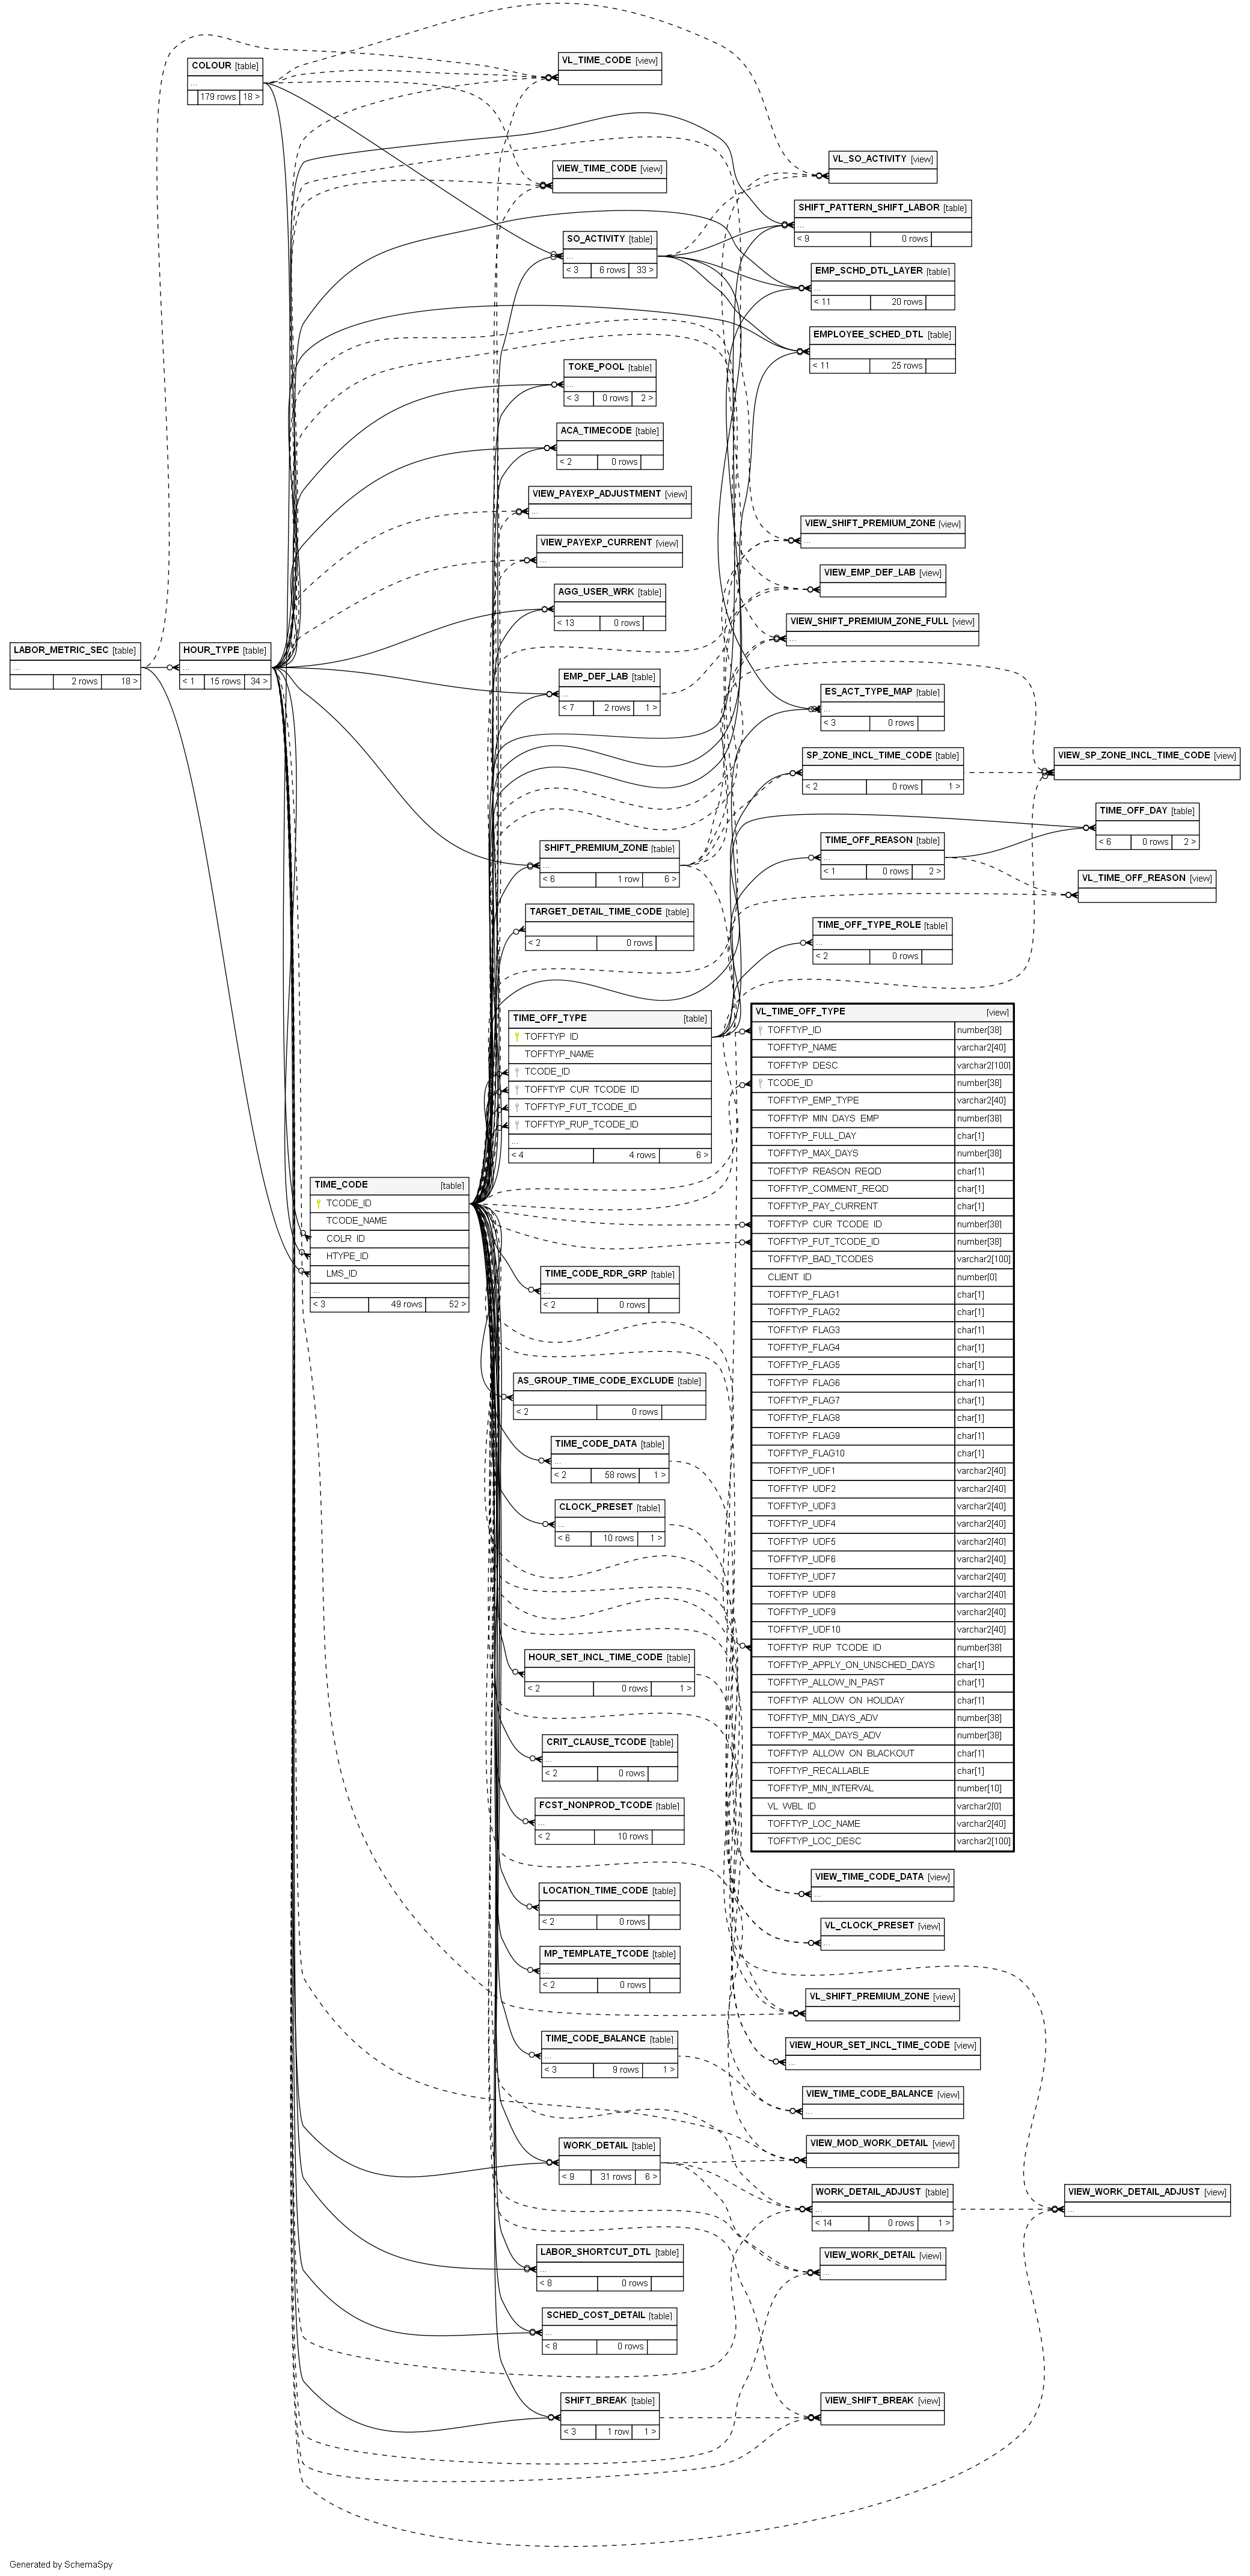 COLOUR [table]
...
179 rows 18 >
VL_TIME_CODE [view]
VIEW_TIME_CODE [view]
SO_ACTIVITY [table]
...
< 3 6 rows 33 >
VL_SO_ACTIVITY [view]
SHIFT_PATTERN_SHIFT_LABOR [table]
...
< 9 0 rows
EMP_SCHD_DTL_LAYER [table]
...
< 11 20 rows
EMPLOYEE_SCHED_DTL [table]
< 11 25 rows
TOKE_POOL [table]
...
< 3 0 rows 2 >
ACA_TIMECODE [table]
< 2 0 rows
VIEW_PAYEXP_ADJUSTMENT [view]
...
VIEW_PAYEXP_CURRENT [view]
...
AGG_USER_WRK [table]
< 13 0 rows
VIEW_SHIFT_PREMIUM_ZONE [view]
...
VIEW_EMP_DEF_LAB [view]
VIEW_SHIFT_PREMIUM_ZONE_FULL [view]
...
LABOR_METRIC_SEC [table]
...
2 rows 18 >
HOUR_TYPE [table]
...
< 1 15 rows 34 >
EMP_DEF_LAB [table]
...
< 7 2 rows 1 >
ES_ACT_TYPE_MAP [table]
...
< 3 0 rows
SP_ZONE_INCL_TIME_CODE [table]
< 2 0 rows 1 >
VIEW_SP_ZONE_INCL_TIME_CODE [view]
TIME_OFF_DAY [table]
< 6 0 rows 2 >
TIME_OFF_REASON [table]
...
< 1 0 rows 2 >
VL_TIME_OFF_REASON [view]
SHIFT_PREMIUM_ZONE [table]
...
< 6 1 row 6 >
TARGET_DETAIL_TIME_CODE [table]
< 2 0 rows
TIME_OFF_TYPE_ROLE [table]
...
< 2 0 rows
TIME_OFF_TYPE [table]
TOFFTYP_ID
TOFFTYP_NAME
TCODE_ID
TOFFTYP_CUR_TCODE_ID
TOFFTYP_FUT_TCODE_ID
TOFFTYP_RUP_TCODE_ID
...
< 4 4 rows 6 >
TIME_CODE [table]
TCODE_ID
TCODE_NAME
COLR_ID
HTYPE_ID
LMS_ID
...
< 3 49 rows 52 >
VL_TIME_OFF_TYPE [view]
TOFFTYP_ID number[38]
TOFFTYP_NAME varchar2[40]
TOFFTYP_DESC varchar2[100]
TCODE_ID number[38]
TOFFTYP_EMP_TYPE varchar2[40]
TOFFTYP_MIN_DAYS_EMP number[38]
TOFFTYP_FULL_DAY char[1]
TOFFTYP_MAX_DAYS number[38]
TOFFTYP_REASON_REQD char[1]
TOFFTYP_COMMENT_REQD char[1]
TOFFTYP_PAY_CURRENT char[1]
TOFFTYP_CUR_TCODE_ID number[38]
TOFFTYP_FUT_TCODE_ID number[38]
TOFFTYP_BAD_TCODES varchar2[100]
CLIENT_ID number[0]
TOFFTYP_FLAG1 char[1]
TOFFTYP_FLAG2 char[1]
TOFFTYP_FLAG3 char[1]
TOFFTYP_FLAG4 char[1]
TOFFTYP_FLAG5 char[1]
TOFFTYP_FLAG6 char[1]
TOFFTYP_FLAG7 char[1]
TOFFTYP_FLAG8 char[1]
TOFFTYP_FLAG9 char[1]
TOFFTYP_FLAG10 char[1]
TOFFTYP_UDF1 varchar2[40]
TOFFTYP_UDF2 varchar2[40]
TOFFTYP_UDF3 varchar2[40]
TOFFTYP_UDF4 varchar2[40]
TOFFTYP_UDF5 varchar2[40]
TOFFTYP_UDF6 varchar2[40]
TOFFTYP_UDF7 varchar2[40]
TOFFTYP_UDF8 varchar2[40]
TOFFTYP_UDF9 varchar2[40]
TOFFTYP_UDF10 varchar2[40]
TOFFTYP_RUP_TCODE_ID number[38]
TOFFTYP_APPLY_ON_UNSCHED_DAYS char[1]
TOFFTYP_ALLOW_IN_PAST char[1]
TOFFTYP_ALLOW_ON_HOLIDAY char[1]
TOFFTYP_MIN_DAYS_ADV number[38]
TOFFTYP_MAX_DAYS_ADV number[38]
TOFFTYP_ALLOW_ON_BLACKOUT char[1]
TOFFTYP_RECALLABLE char[1]
TOFFTYP_MIN_INTERVAL number[10]
VL_WBL_ID varchar2[0]
TOFFTYP_LOC_NAME varchar2[40]
TOFFTYP_LOC_DESC varchar2[100]
TIME_CODE_RDR_GRP [table]
...
< 2 0 rows
AS_GROUP_TIME_CODE_EXCLUDE [table]
< 2 0 rows
TIME_CODE_DATA [table]
...
< 2 58 rows 1 >
CLOCK_PRESET [table]
...
< 6 10 rows 1 >
HOUR_SET_INCL_TIME_CODE [table]
< 2 0 rows 1 >
CRIT_CLAUSE_TCODE [table]
...
< 2 0 rows
FCST_NONPROD_TCODE [table]
...
< 2 10 rows
LOCATION_TIME_CODE [table]
< 2 0 rows
MP_TEMPLATE_TCODE [table]
...
< 2 0 rows
TIME_CODE_BALANCE [table]
...
< 3 9 rows 1 >
VIEW_TIME_CODE_DATA [view]
...
VL_CLOCK_PRESET [view]
...
VL_SHIFT_PREMIUM_ZONE [view]
VIEW_HOUR_SET_INCL_TIME_CODE [view]
...
VIEW_TIME_CODE_BALANCE [view]
...
WORK_DETAIL [table]
< 9 31 rows 6 >
VIEW_MOD_WORK_DETAIL [view]
WORK_DETAIL_ADJUST [table]
...
< 14 0 rows 1 >
VIEW_WORK_DETAIL_ADJUST [view]
...
LABOR_SHORTCUT_DTL [table]
...
< 8 0 rows
VIEW_WORK_DETAIL [view]
...
SCHED_COST_DETAIL [table]
...
< 8 0 rows
SHIFT_BREAK [table]
< 3 1 row 1 >
VIEW_SHIFT_BREAK [view]
Generated by SchemaSpy